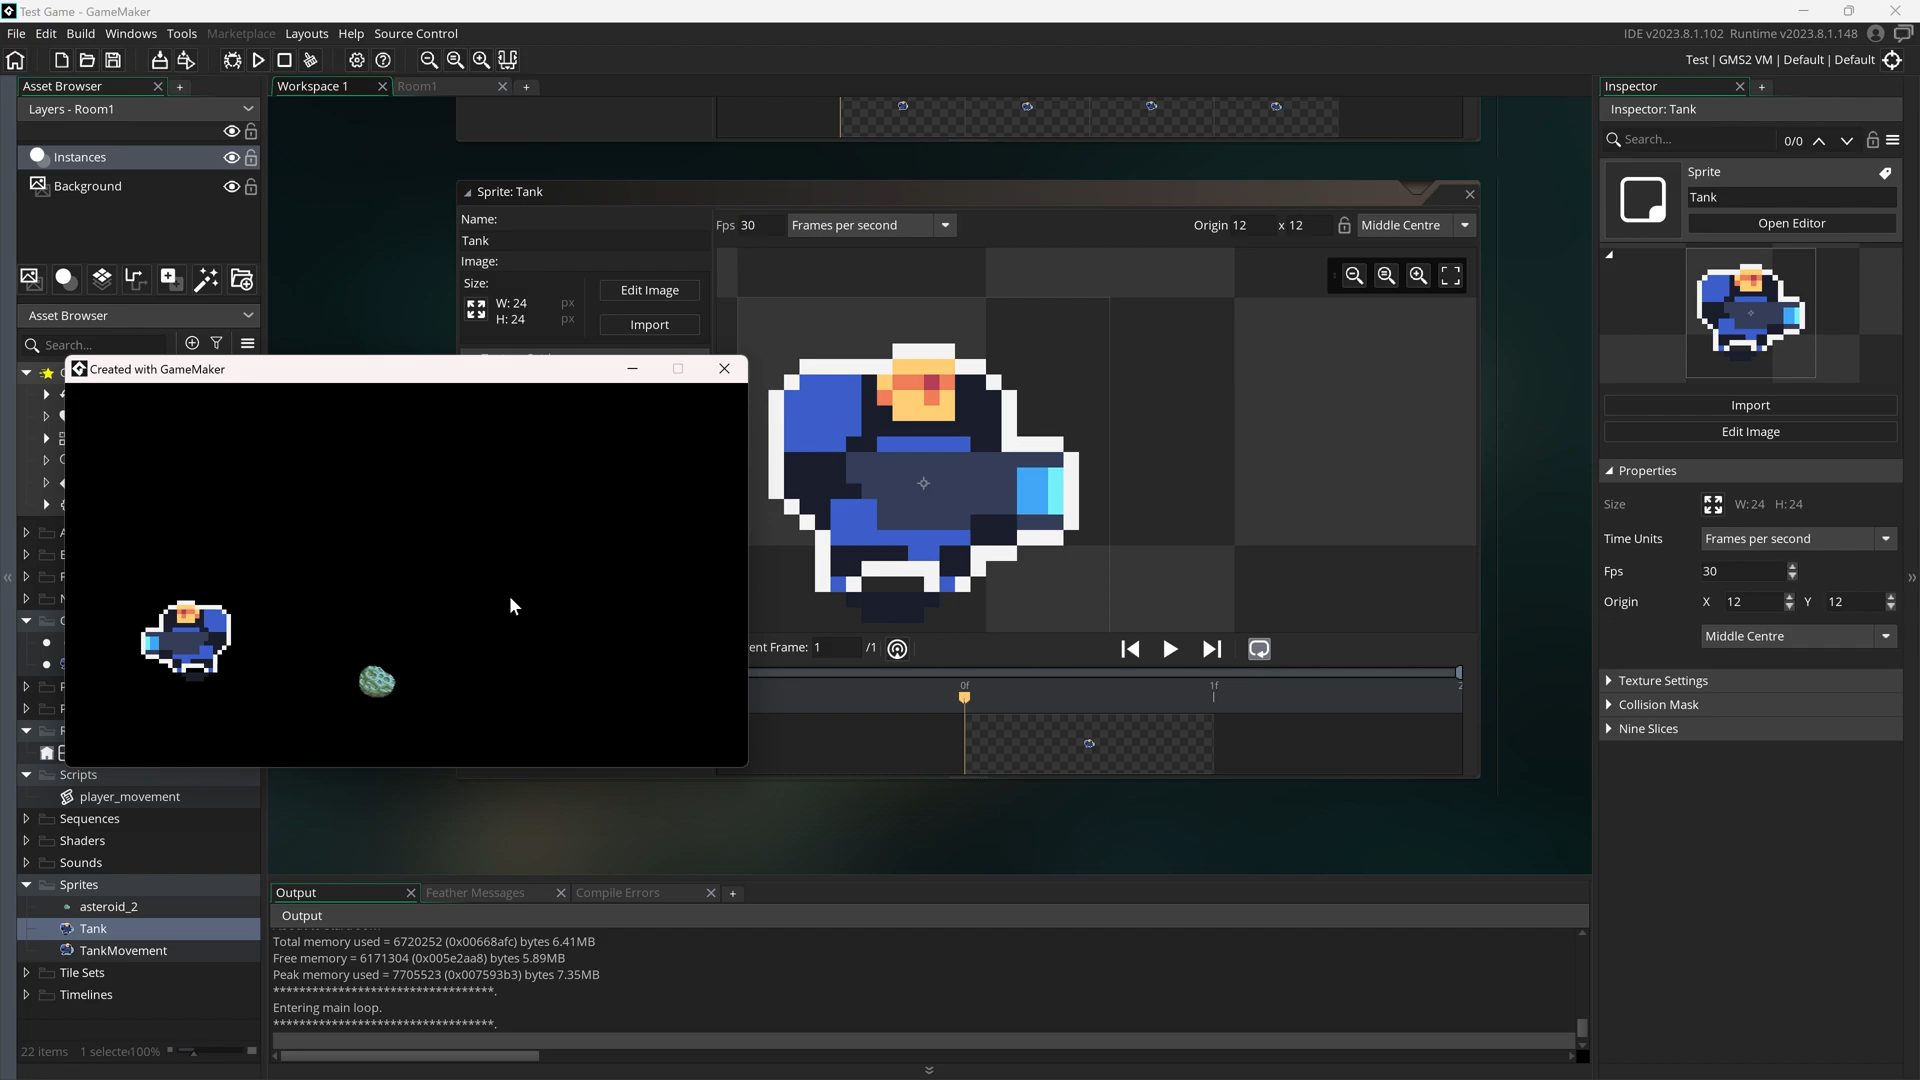 Test Game - GameMaker
File Edit Build Windows Tools Marketplace Layouts Help Source Control
IDE v2023.8.1.102 Runtime v2023.8.1.148
Test | GMS2 VM | Default | Default
Asset Browser
Layers - Room1
Instances
Background
Asset Browser
Search...
Scripts
player_movement
Sequences
Shaders
Sounds
Sprites
asteroid_2
Tank
TankMovement
Tile Sets
Timelines
22 items 1 selected 100%
Workspace 1
Room1
Sprite: Tank
Name:
Tank
Image:
Size:
W: 24 px
H: 24 px
Edit Image
Import
Fps 30 Frames per second
Origin 12 x 12 Middle Centre
Created with GameMaker
ent Frame: 1 /1
0f 1f 2
Output
Feather Messages
Compile Errors
Output
Total memory used = 6720252 (0x00668afc) bytes 6.41MB
Free memory = 6171304 (0x005e2aa8) bytes 5.89MB
Peak memory used = 7705523 (0x007593b3) bytes 7.35MB
**********************************.
Entering main loop.
**********************************.
Inspector
Inspector: Tank
Search... 0/0
Sprite
Tank
Open Editor
Import
Edit Image
Properties
Size W: 24 H: 24
Time Units Frames per second
Fps 30
Origin X 12 Y 12
Middle Centre
Texture Settings
Collision Mask
Nine Slices